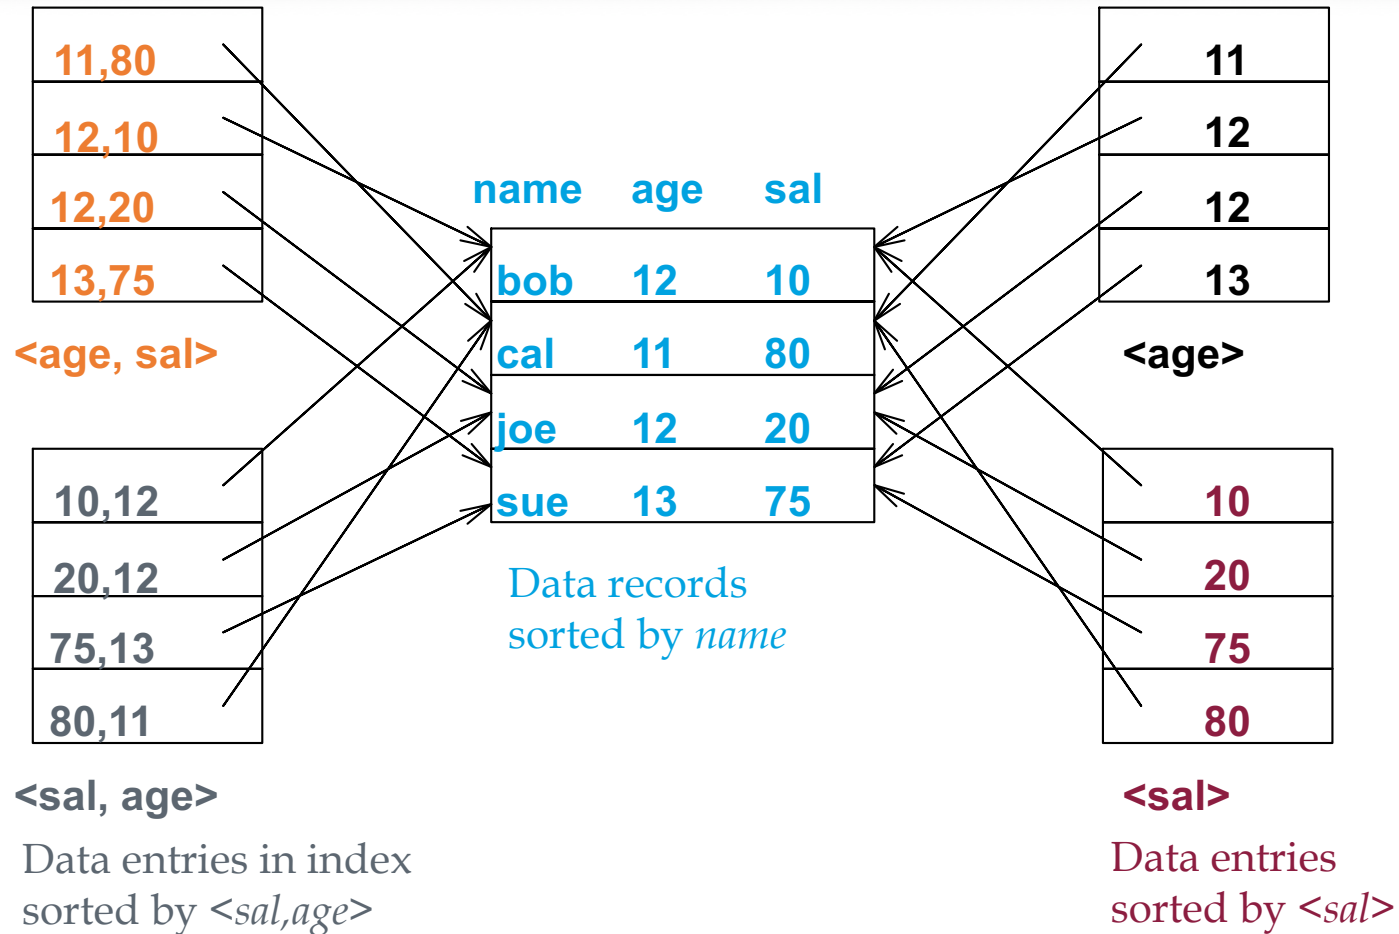 11,80
12,10
12,20
13,75
<age, sal>
10,12
20,12
75,13
80,11
<sal, age>
Data entries in index
sorted by <sal,age>
name age sal
bob 12 10
cal 11 80
joe 12 20
sue 13 75
Data records
sorted by name
11
12
12
13
<age>
10
20
75
80
<sal>
Data entries
sorted by <sal>